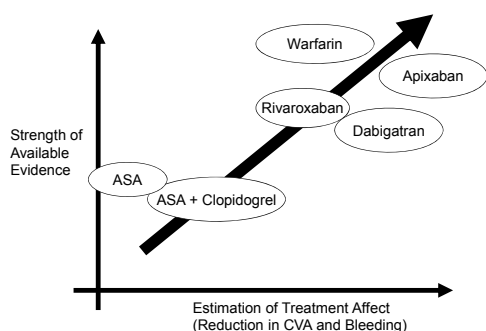 Warfarin
Apixaban
Rivaroxaban
Dabigatran
Strength of
Available
Evidence
ASA
ASA + Clopidogrel
Estimation of Treatment Affect
(Reduction in CVA and Bleeding)